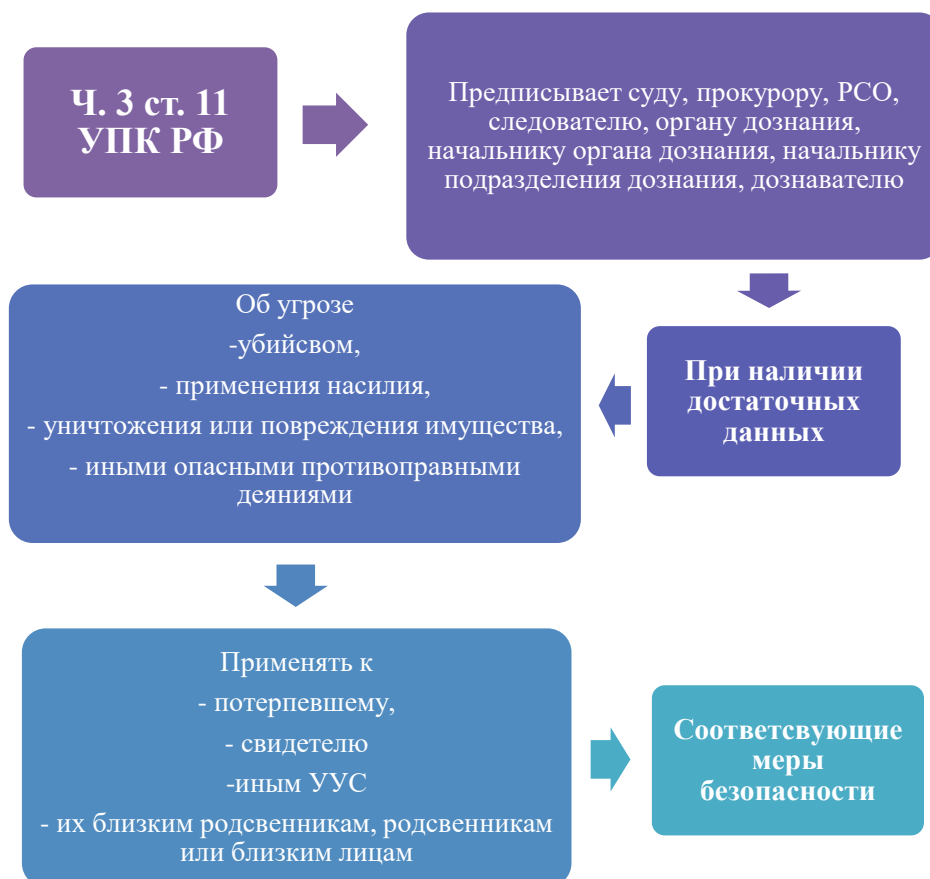 Ч. 3 ст. 11
УПК РФ
Предписывает суду, прокурору, РСО,
следователю, органу дознания,
начальнику органа дознания, начальнику
подразделения дознания, дознавателю
При наличии
достаточных
данных
Об угрозе
-убийсвом,
- применения насилия,
- уничтожения или повреждения имущества,
- иными опасными противоправными
деяниями
Применять к
- потерпевшему,
- свидетелю
-иным УУС
- их близким родсвенникам, родсвенникам
или близким лицам
Соответсвующие
меры
безопасности